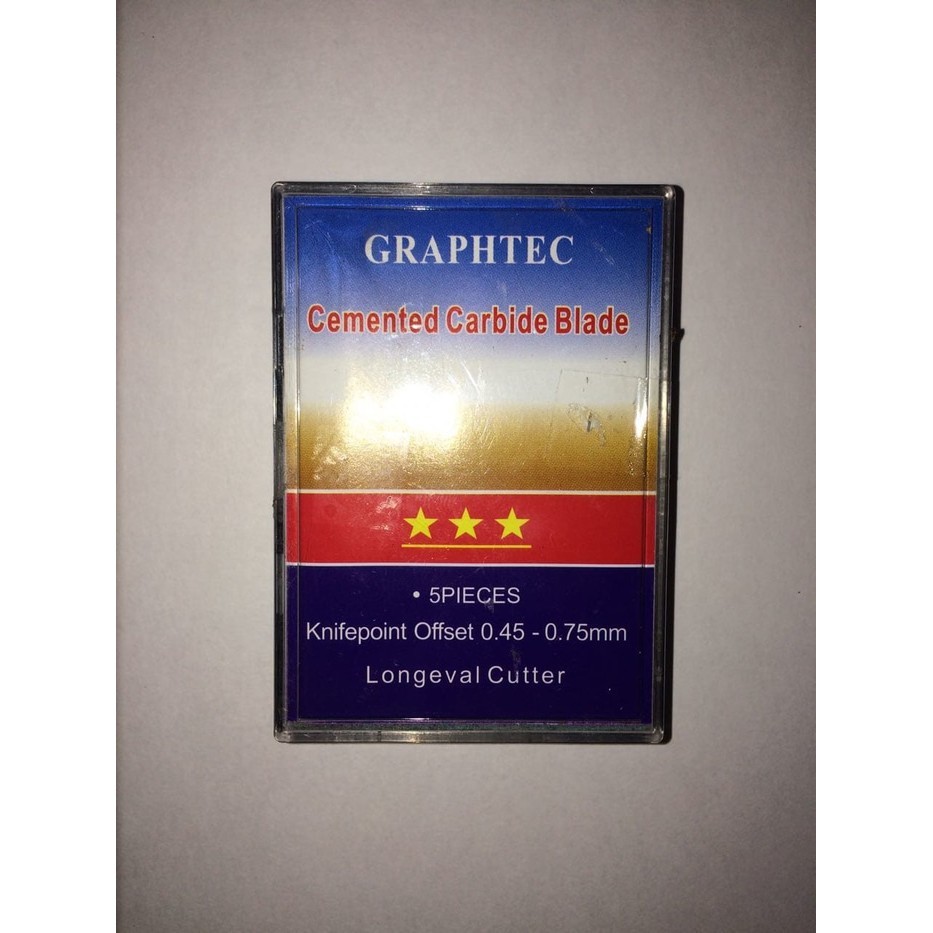 GRAPHTEC
Cemented Carbide Blade
• 5PIECES
Knifepoint Offset 0.45 - 0.75mm
Longeval Cutter